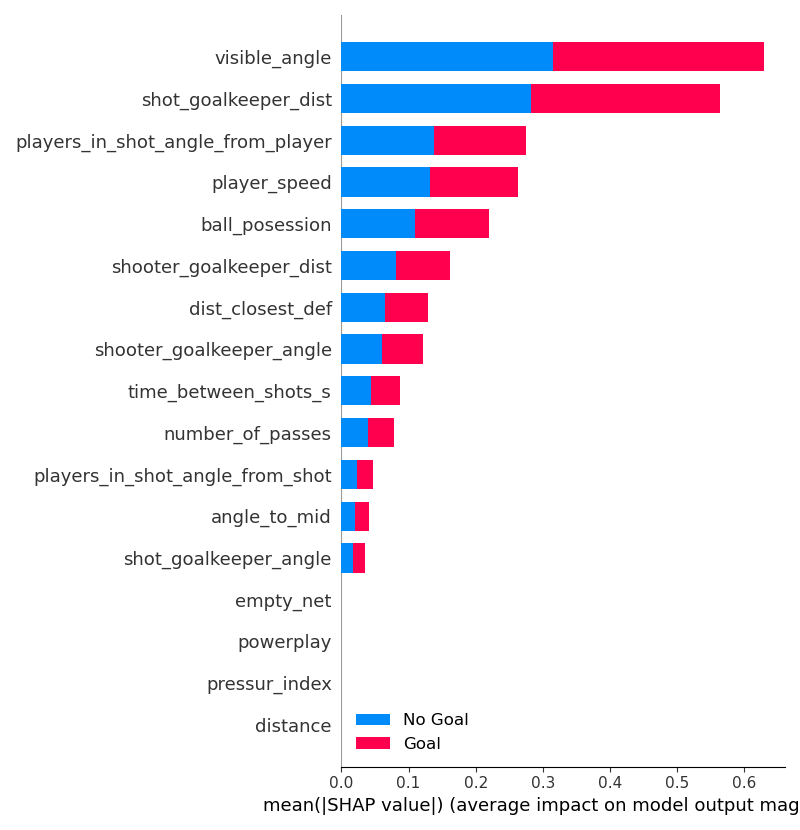 visible_angle
shot_goalkeeper_dist
players_in_shot_angle_from_player
player_speed
ball_posession
shooter_goalkeeper_dist
dist_closest_def
shooter_goalkeeper_angle
time_between_shots_s
number_of_passes
players_in_shot_angle_from_shot
angle_to_mid
shot_goalkeeper_angle
empty_net
powerplay
pressur_index
distance
No Goal
Goal
0.0 0.1 0.2 0.3 0.4 0.5 0.6
mean(|SHAP value|) (average impact on model output mag